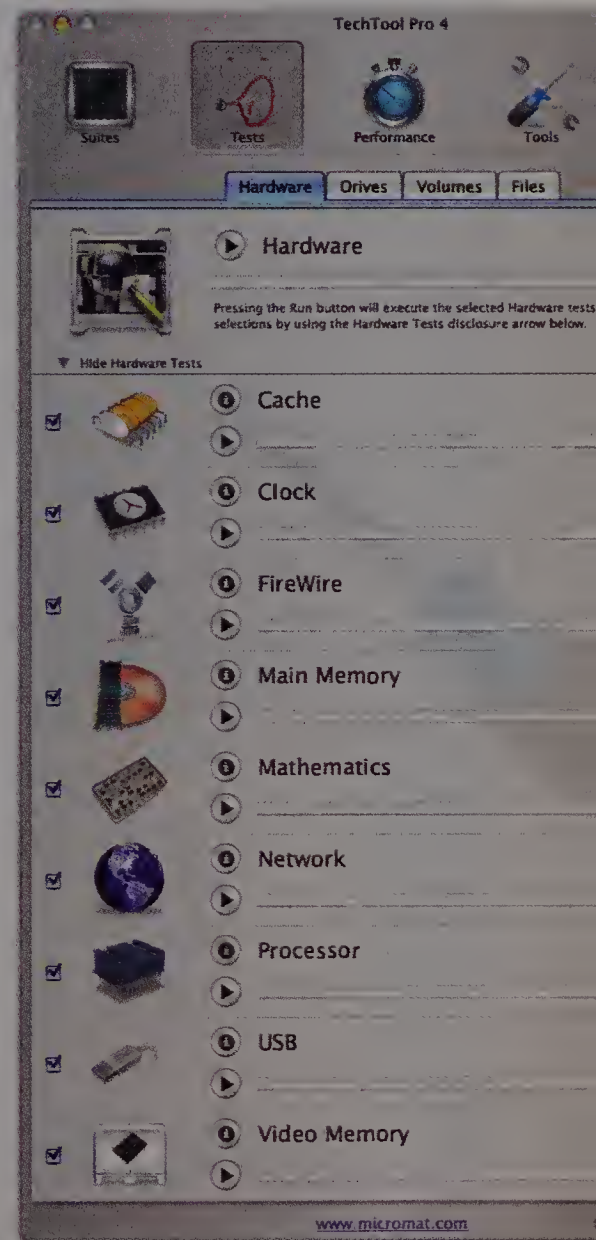 TechTool Pro 4
Suites Tests Performance Tools
Hardware Drives Volumes Files
Hardware
Pressing the Run button will execute the selected Hardware tests
selections by using the Hardware Tests disclosure arrow below.
Hide Hardware Tests
Cache
Clock
FireWire
Main Memory
Mathematics
Network
Processor
USB
Video Memory
www.micromat.com